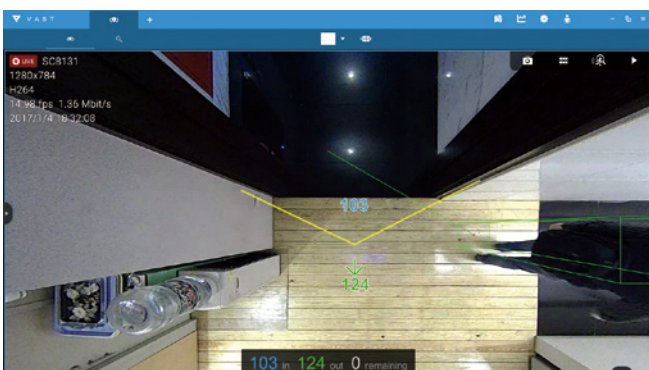 VAST
LIVE SC8131
1280x784
H264
14.98 fps 1.36 Mbit/s
2017/1/4 18:32:08
103
124
103 in 124 out 0 remaining